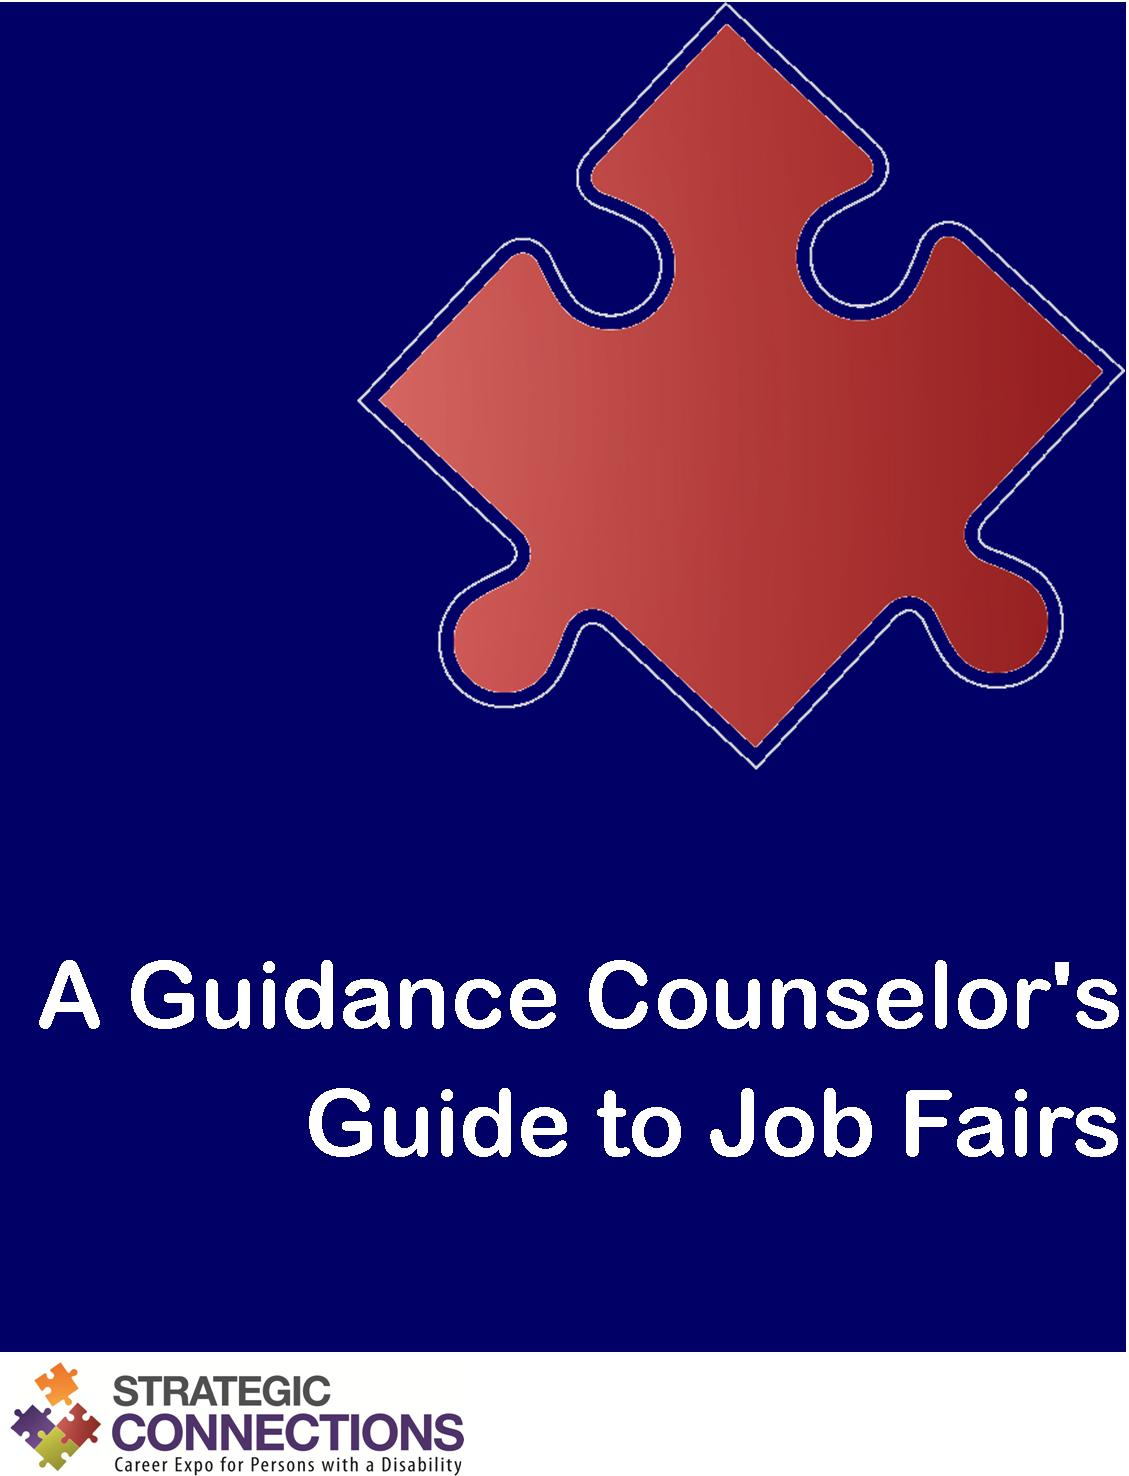 A Guidance Counselor's
Guide to Job Fairs
STRATEGIC
CONNECTIONS
Career Expo for Persons with a Disability